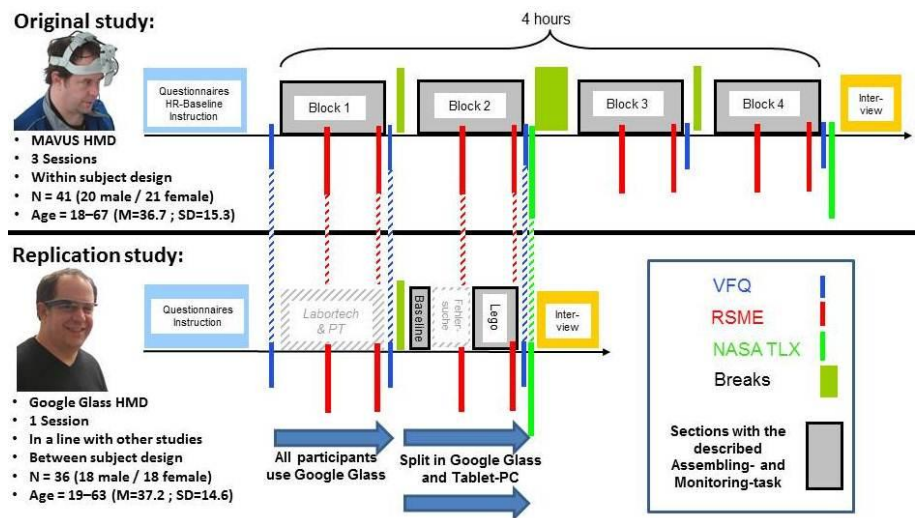 Original study:
4 hours
Questionnaires
HR-Baseline
Instruction
Block 1
Block 2
Block 3
Block 4
Inter-
view
• MAVUS HMD
• 3 Sessions
• Within subject design
• N = 41 (20 male / 21 female)
• Age = 18–67 (M=36.7 ; SD=15.3)
Replication study:
Questionnaires
Instruction
Labortech
& PT
Baseline
Fehler-
suche
Lego
Inter-
view
• Google Glass HMD
• 1 Session
• In a line with other studies
• Between subject design
• N = 36 (18 male / 18 female)
• Age = 19–63 (M=37.2 ; SD=14.6)
All participants
use Google Glass
Split in Google Glass
and Tablet-PC
VFQ
RSME
NASA TLX
Breaks
Sections with the
described
Assembling- and
Monitoring-task